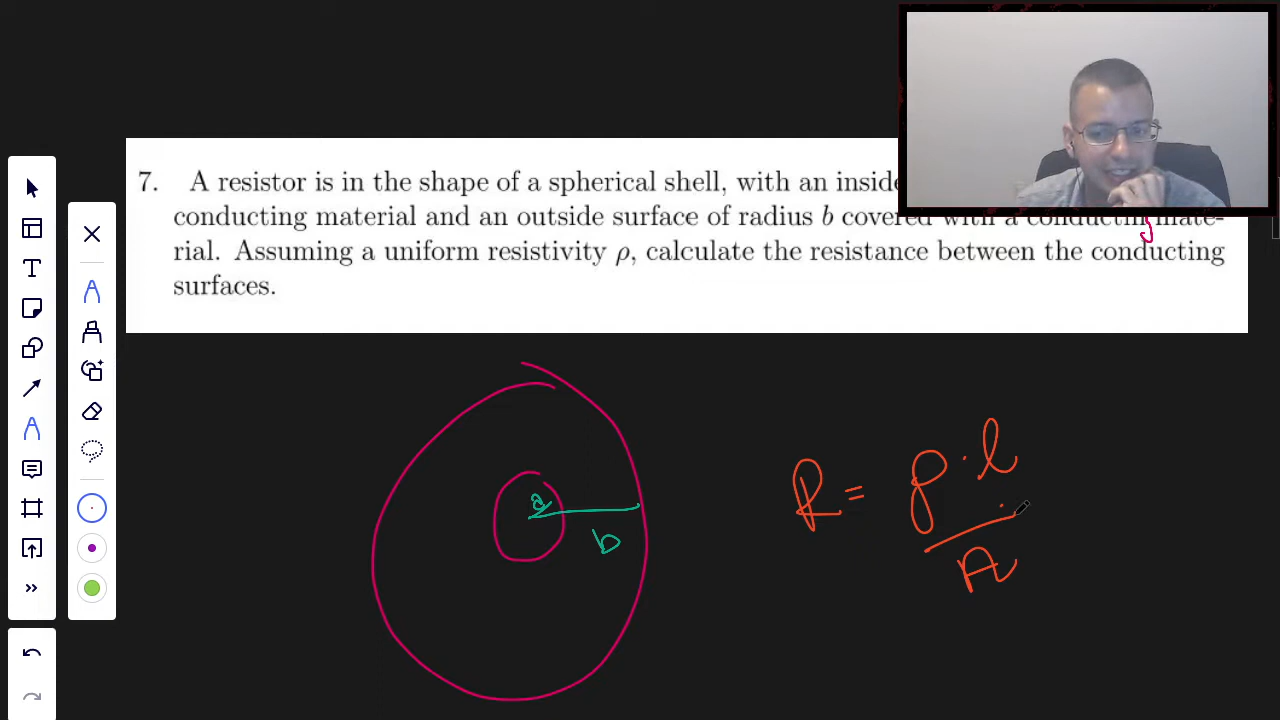 7. A resistor is in the shape of a spherical shell, with an inside
conducting material and an outside surface of radius b covered with a conducting mate-
rial. Assuming a uniform resistivity ρ, calculate the resistance between the conducting
surfaces.
a
b
R = ρ·l
A